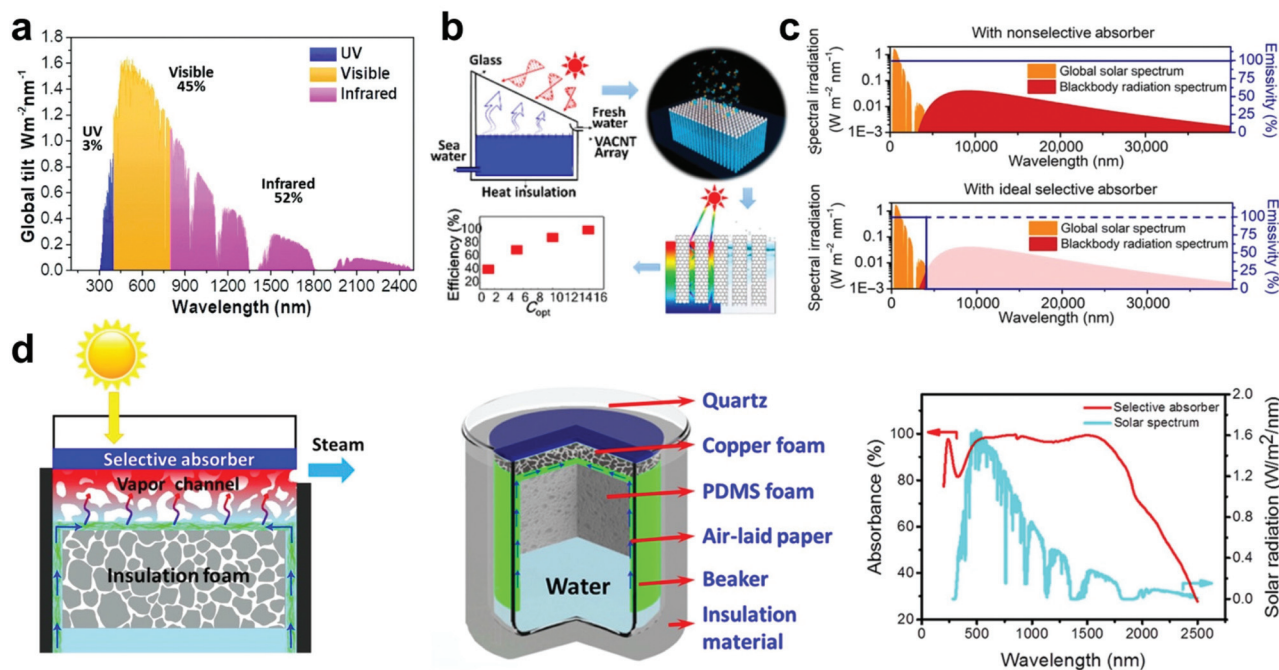 a
Global tilt Wm⁻²nm⁻¹
1.8
1.6
1.4
1.2
1.0
0.8
0.6
0.4
0.2
0.0
UV
Visible
Infrared
UV
3%
Visible
45%
Infrared
52%
300 600 900 1200 1500 1800 2100 2400
Wavelength (nm)
b
Glass
Fresh
water
VACNT
Array
Sea
water
Heat insulation
Efficiency (%)
100
80
60
40
20
0 2 4 6 8 10 12 14 16
Copt
c
With nonselective absorber
Spectral irradiation
(W m⁻² nm⁻¹)
1
0.1
0.01
1E−3
Global solar spectrum
Blackbody radiation spectrum
100
75
50
25
0
Emissivity (%)
10,000 20,000 30,000
Wavelength (nm)
With ideal selective absorber
Spectral irradiation
(W m⁻² nm⁻¹)
1
0.1
0.01
1E−3
Global solar spectrum
Blackbody radiation spectrum
100
75
50
25
0
Emissivity (%)
10,000 20,000 30,000
Wavelength (nm)
d
Selective absorber
Steam
Vapor channel
Insulation foam
Quartz
Copper foam
PDMS foam
Air-laid paper
Beaker
Insulation
material
Water
Absorbance (%)
100
80
60
40
20
Selective absorber
Solar spectrum
2.0
1.6
1.2
0.8
0.4
0.0
Solar radiation (W/m²/nm)
0 500 1000 1500 2000 2500
Wavelength (nm)